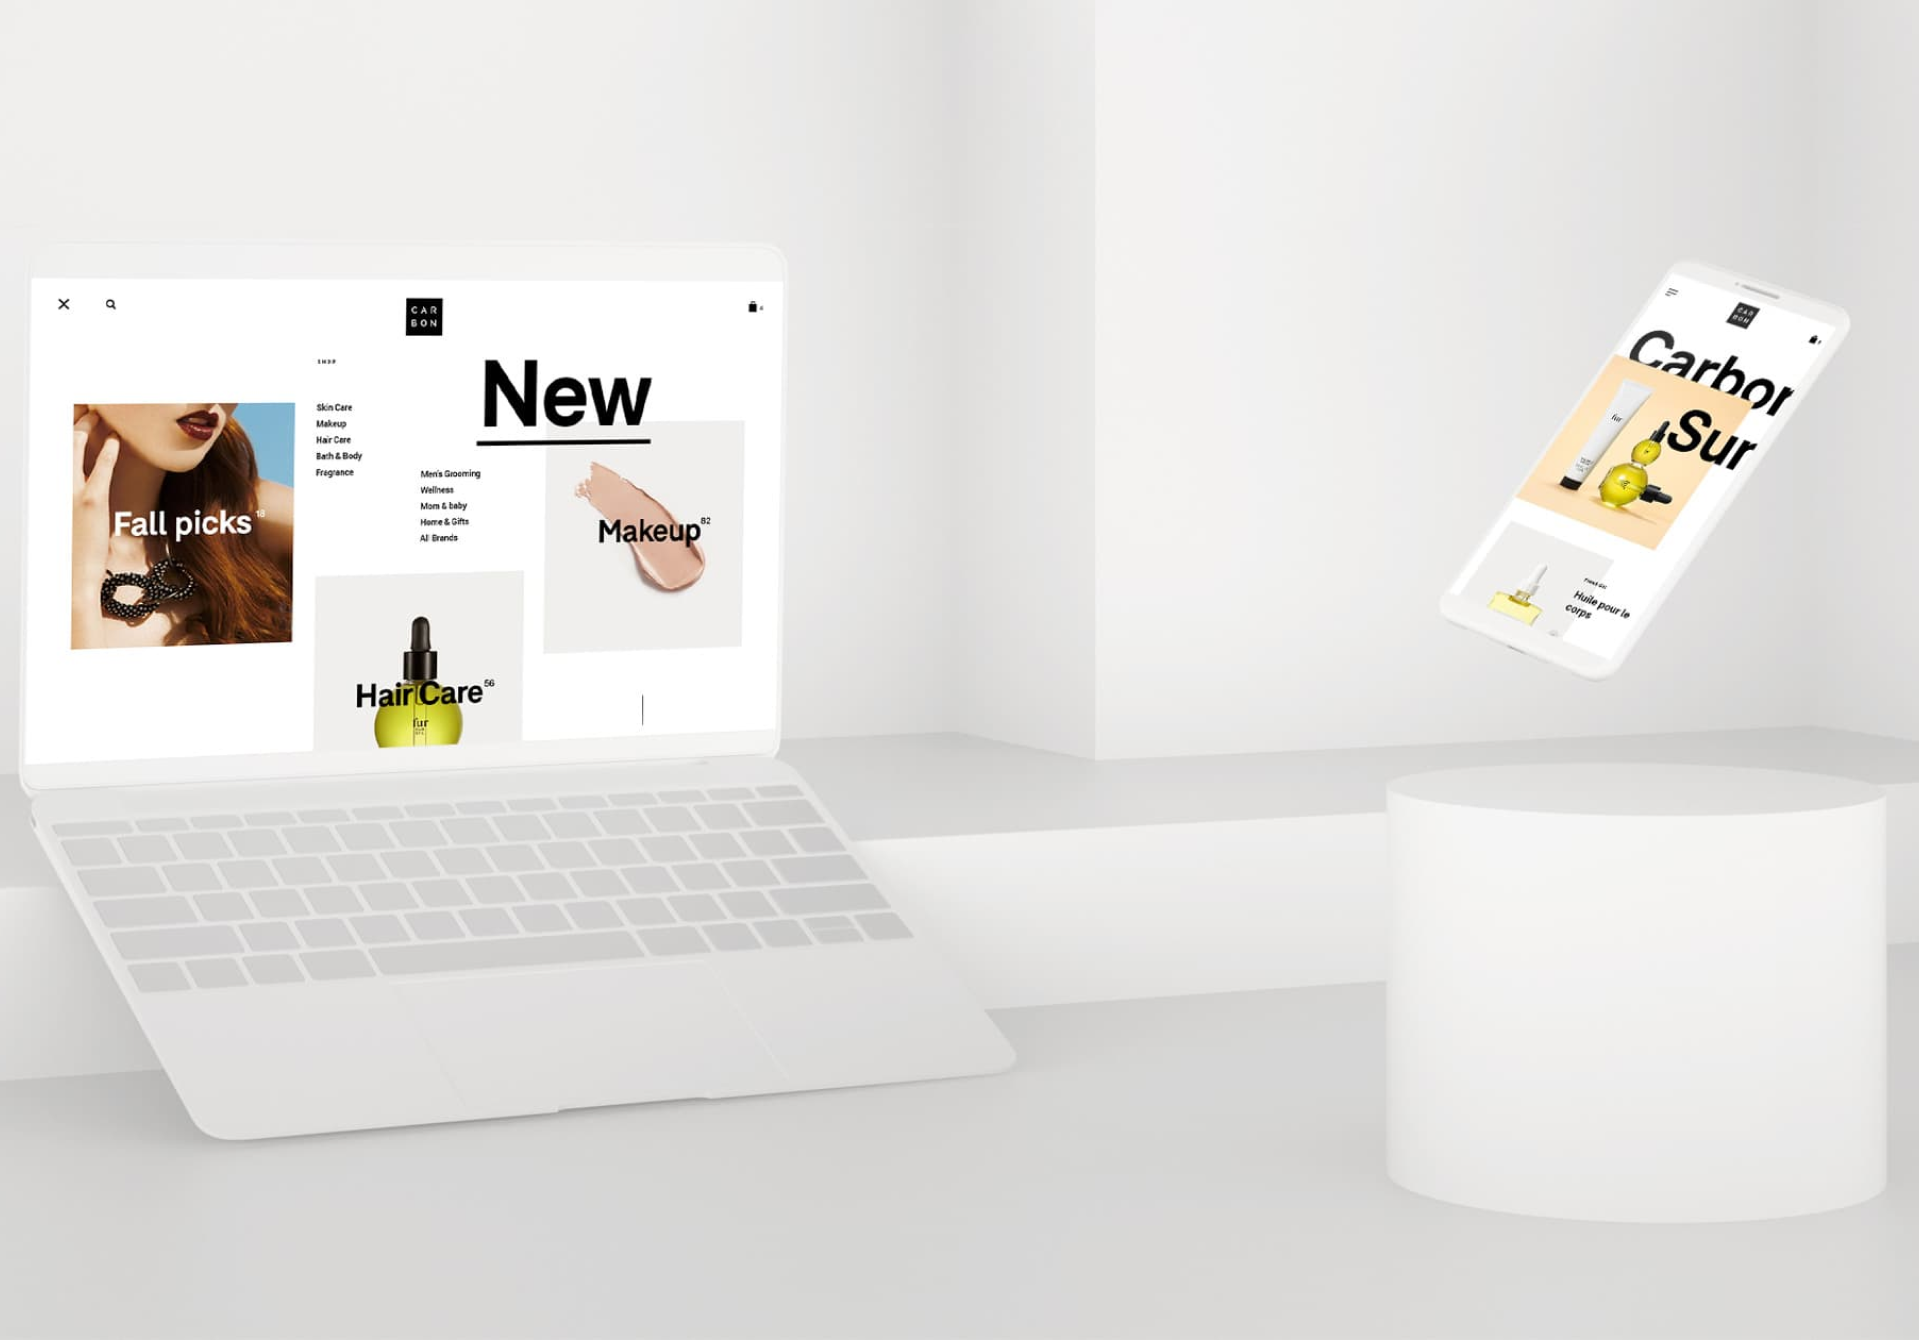 CAR
BON
SHOP
New
Skin Care
Makeup
Hair Care
Bath & Body
Fragrance
Men's Grooming
Wellness
Mom & baby
Home & Gifts
All Brands
Fall picks 18
Makeup 82
Hair Care 56
fur
CAR
BON
Carbon
Sur
fur
Huile pour le
corps